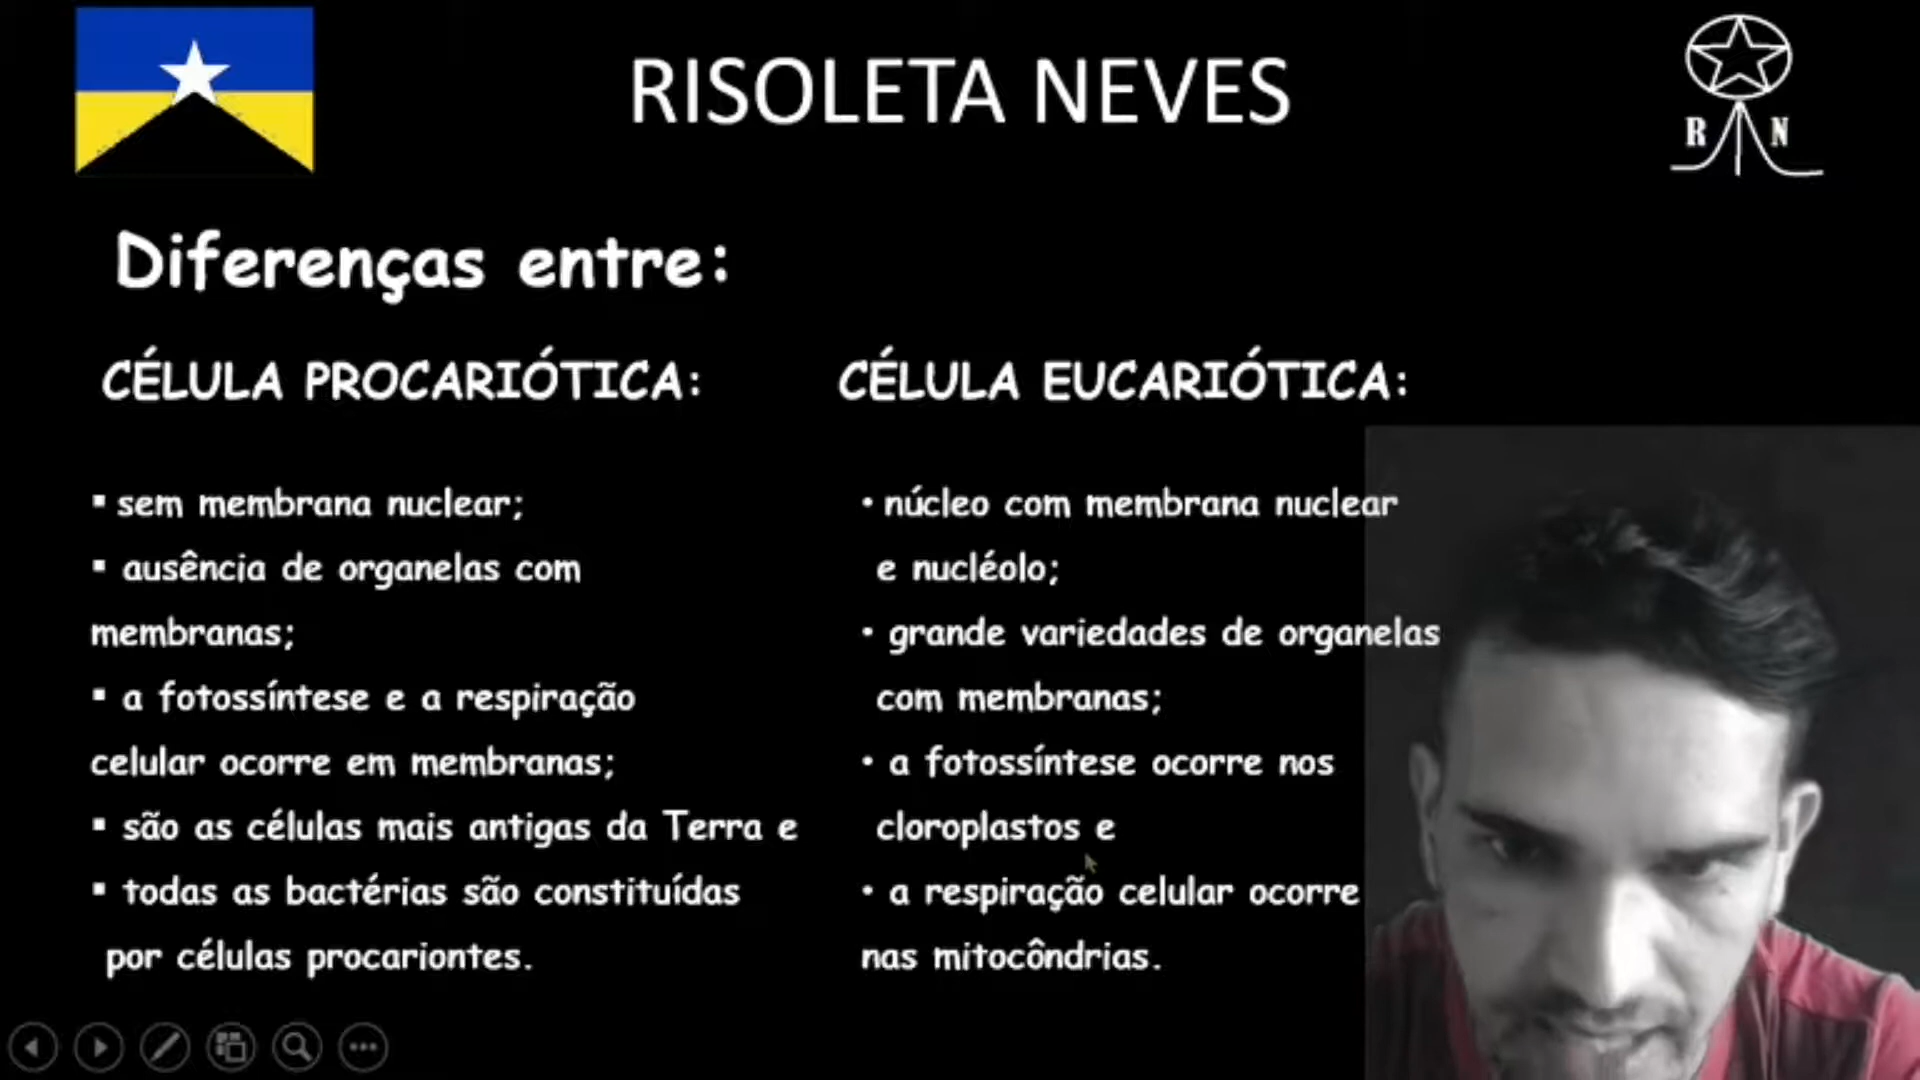 RISOLETA NEVES
R N
Diferenças entre:
CÉLULA PROCARIÓTICA:
▪ sem membrana nuclear;
▪ ausência de organelas com
membranas;
▪ a fotossíntese e a respiração
celular ocorre em membranas;
▪ são as células mais antigas da Terra e
▪ todas as bactérias são constituídas
por células procariontes.
CÉLULA EUCARIÓTICA:
• núcleo com membrana nuclear
e nucléolo;
• grande variedades de organelas
com membranas;
• a fotossíntese ocorre nos
cloroplastos e
• a respiração celular ocorre
nas mitocôndrias.